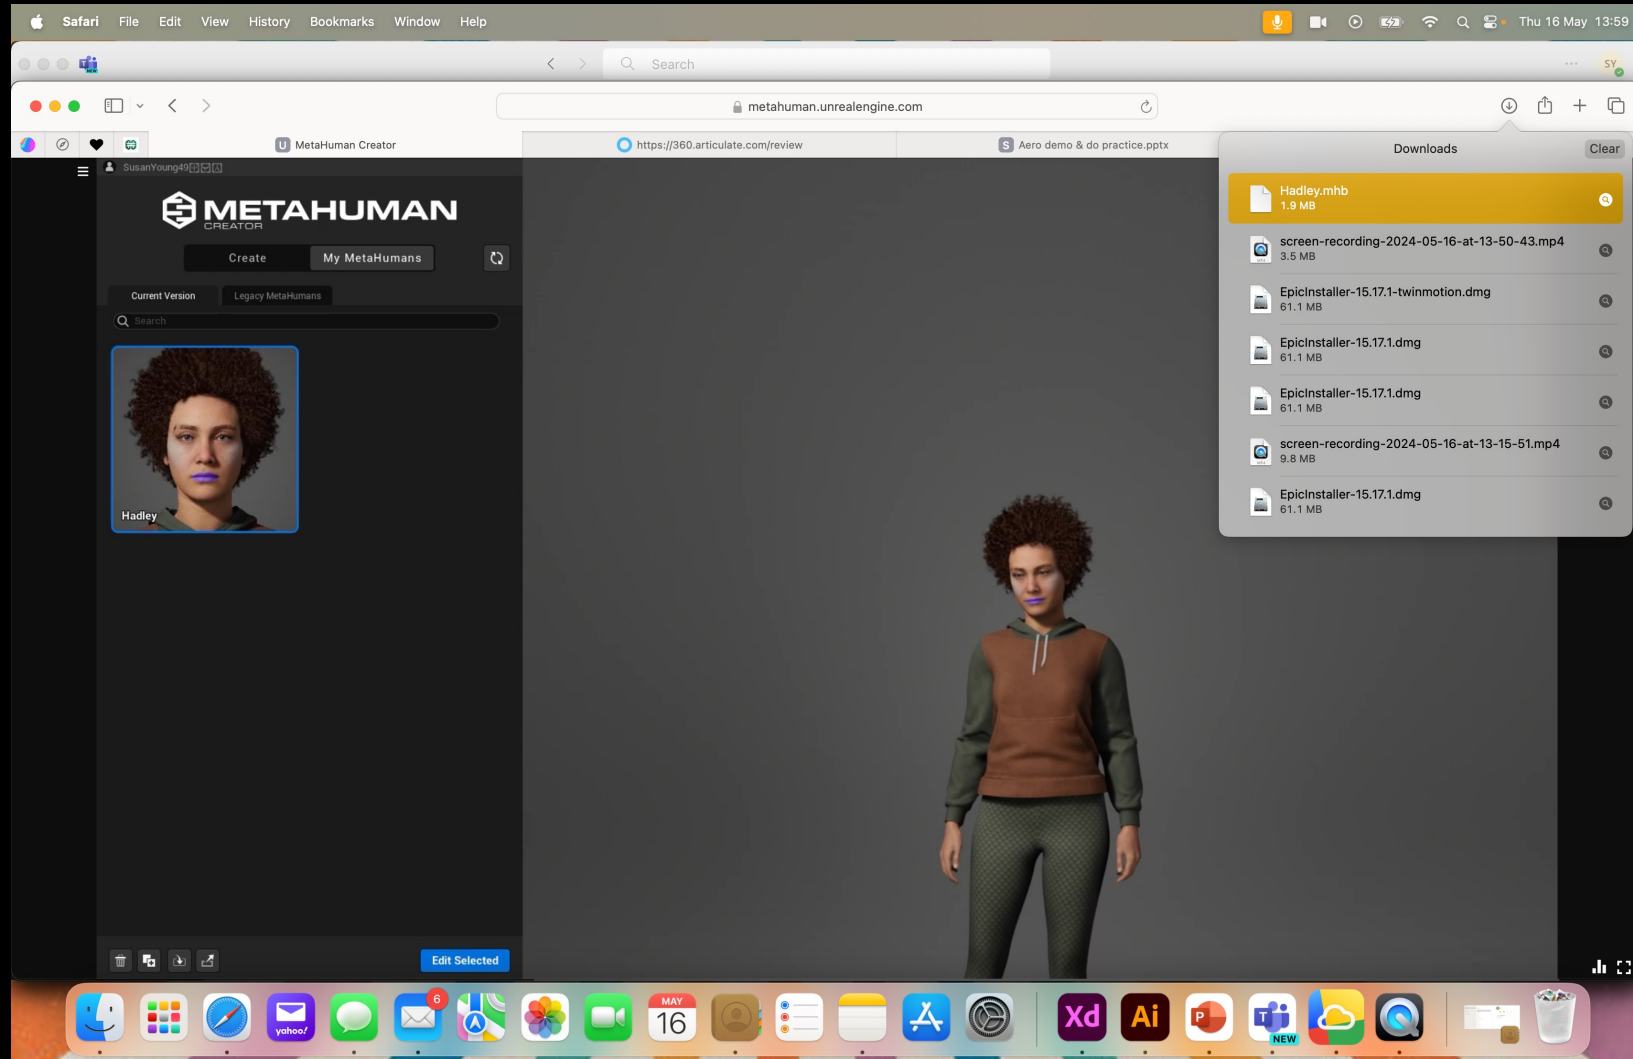 Safari File Edit View History Bookmarks Window Help
Thu 16 May 13:59
NEW
Search
SY
metahuman.unrealengine.com
U MetaHuman Creator
https://360.articulate.com/review
S Aero demo & do practice.pptx
Downloads
Clear
SusanYoung49
METAHUMAN
CREATOR
Create
My MetaHumans
Current Version
Legacy MetaHumans
Search
Hadley
Hadley.mhb
1.9 MB
screen-recording-2024-05-16-at-13-50-43.mp4
3.5 MB
EpicInstaller-15.17.1-twinmotion.dmg
61.1 MB
EpicInstaller-15.17.1.dmg
61.1 MB
EpicInstaller-15.17.1.dmg
61.1 MB
screen-recording-2024-05-16-at-13-15-51.mp4
9.8 MB
EpicInstaller-15.17.1.dmg
61.1 MB
Edit Selected
yahoo!
6
MAY
16
Xd
Ai
P
NEW